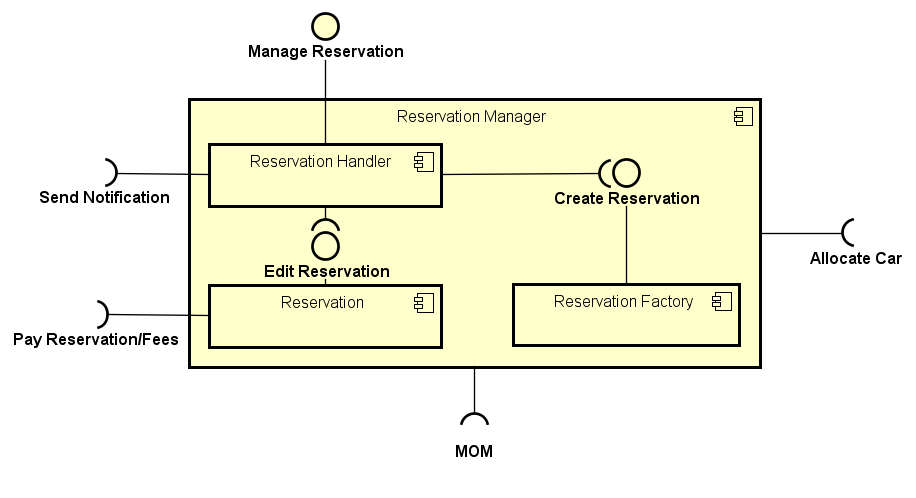 Manage Reservation
Reservation Manager
Reservation Handler
Send Notification
Create Reservation
Allocate Car
Edit Reservation
Reservation
Reservation Factory
Pay Reservation/Fees
MOM